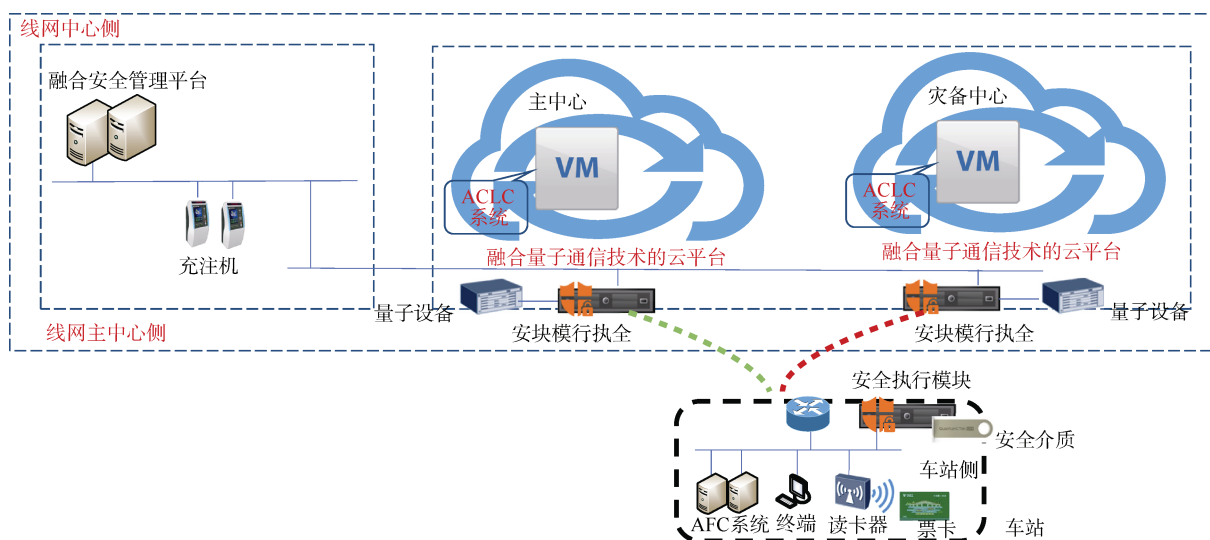 线网中心侧
融合安全管理平台
充注机
线网主中心侧
主中心
VM
ACLC
系统
融合量子通信技术的云平台
灾备中心
VM
ACLC
系统
融合量子通信技术的云平台
量子设备
安块模行执全
安块模行执全
量子设备
安全执行模块
安全介质
车站侧
AFC系统
终端
读卡器
票卡
车站